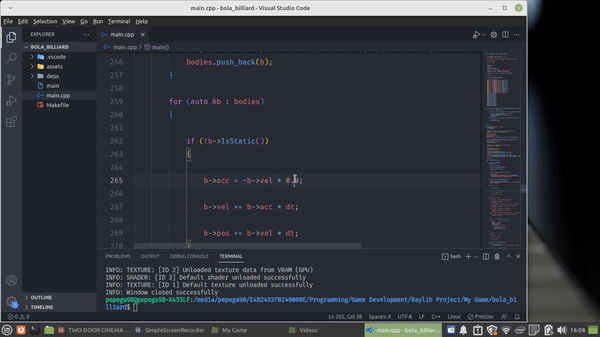 main.cpp - bola_billiard - Visual Studio Code
File Edit Selection View Go Run Terminal Help
EXPLORER
main.cpp
BOLA_BILLIARD
main.cpp > main()
.vscode
assets
deps
main
main.cpp
Makefile
256 bodies.push_back(b);
257 }
258
259 for (auto &b : bodies)
260 {
261
262 if (!b->IsStatic())
263 {
264
265 b->acc = -b->vel * 0.8;
266
267 b->vel += b->acc * dt;
268
269 b->pos += b->vel * dt;
270 }
PROBLEMS OUTPUT DEBUG CONSOLE TERMINAL
bash
INFO: TEXTURE: [ID 2] Unloaded texture data from VRAM (GPU)
INFO: SHADER: [ID 3] Default shader unloaded successfully
INFO: TEXTURE: [ID 1] Default texture unloaded successfully
INFO: Window closed successfully
pepega90@pepega90-X455LF:/media/pepega90/E4B2492FB249000E/Programming/Game Development/Raylib Project/My Game/bola_bi
lliard$
OUTLINE
TIMELINE
0 0 Ln 265, Col 38 Spaces: 4 UTF-8 LF C++ Linux Prettier
TWO DOOR CINEMA ... SimpleScreenRecorder My Game Videos main.cpp - bola_billiar... 16:08